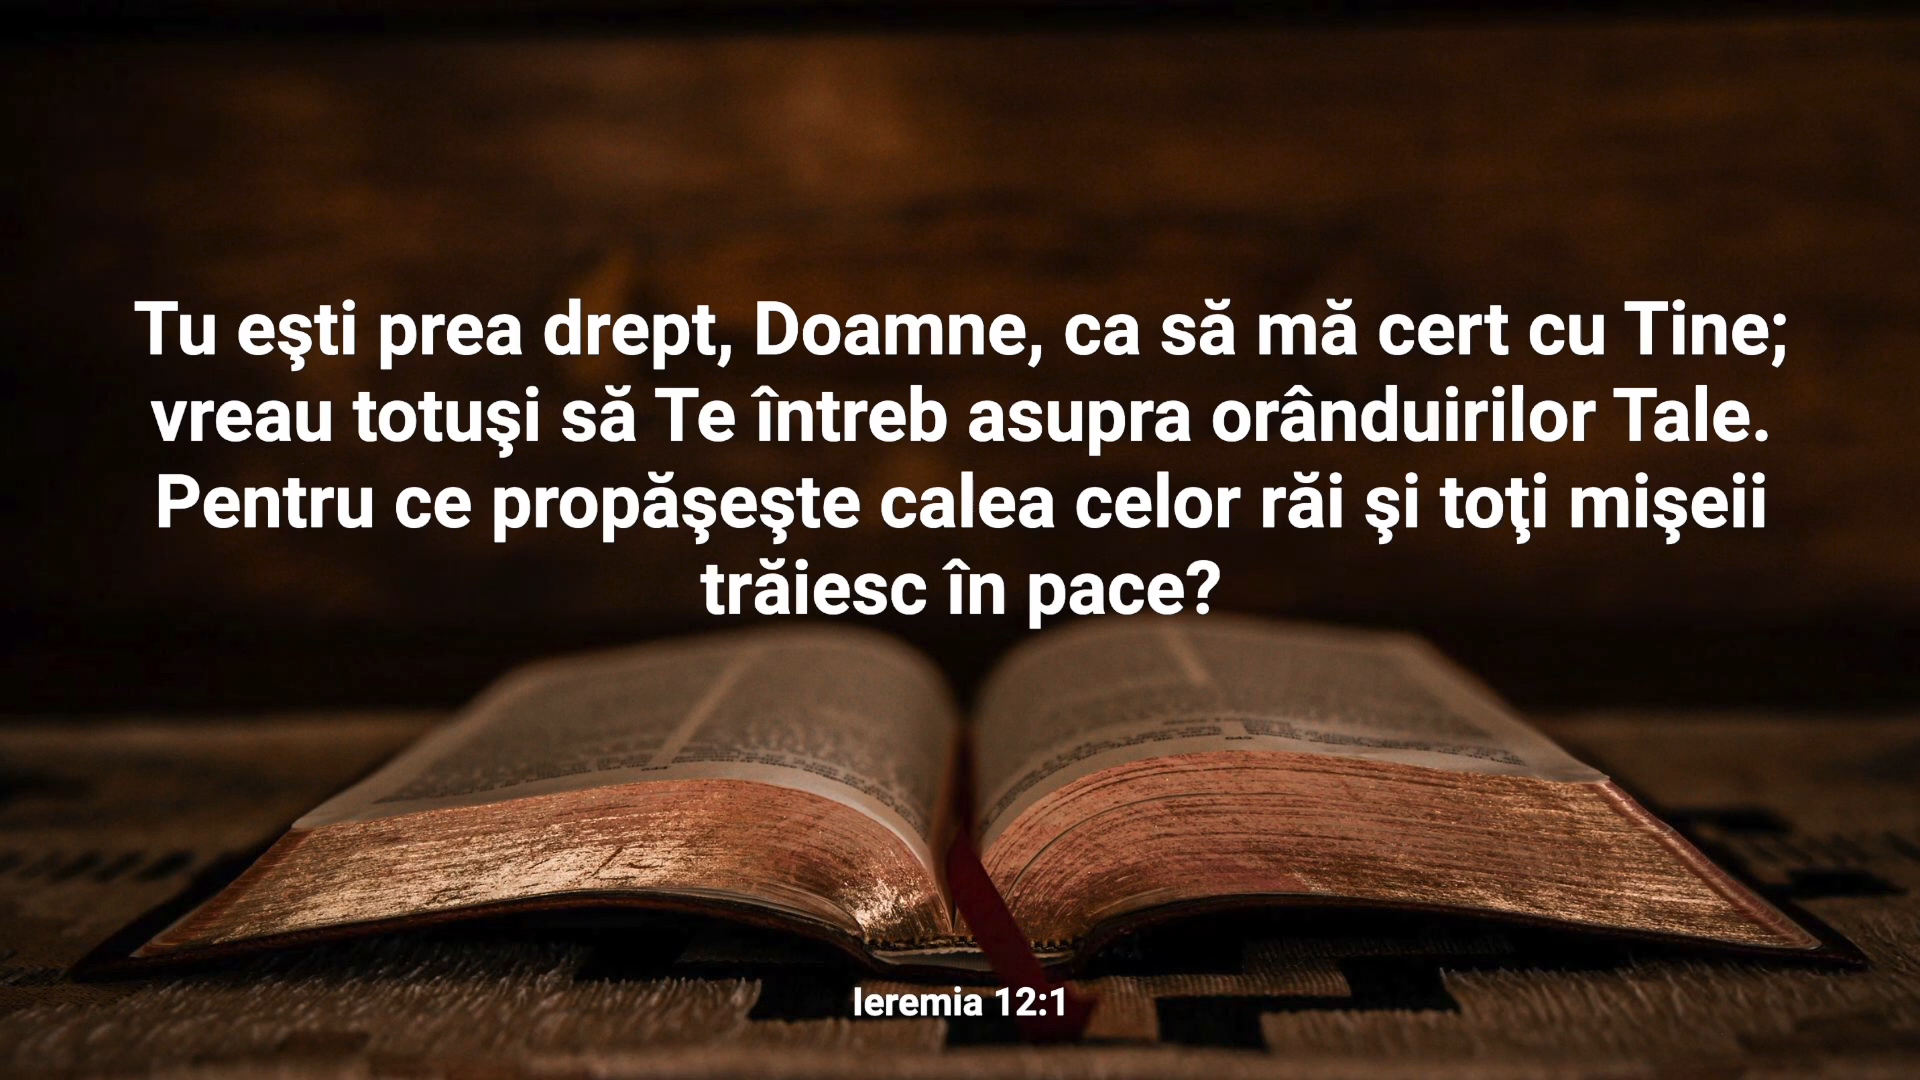 Tu eşti prea drept, Doamne, ca să mă cert cu Tine;
vreau totuşi să Te întreb asupra orânduirilor Tale.
Pentru ce propăşeşte calea celor răi şi toţi mişeii
trăiesc în pace?
Ieremia 12:1